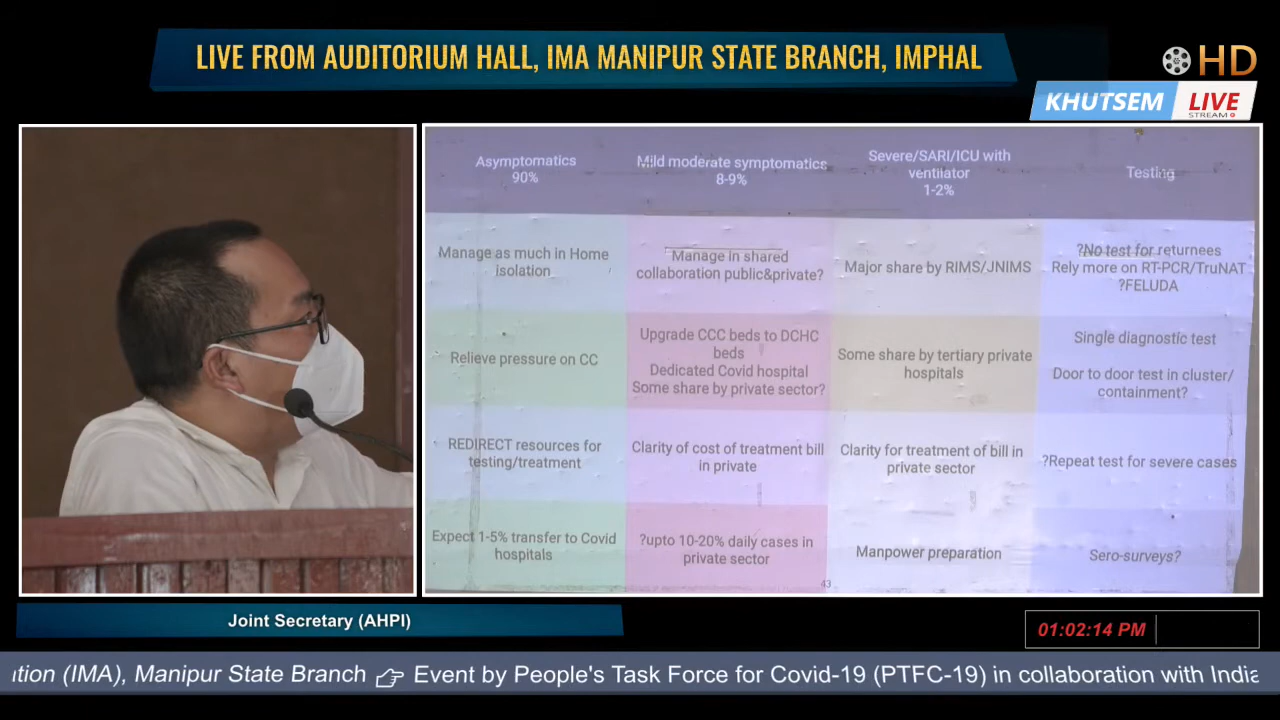 LIVE FROM AUDITORIUM HALL, IMA MANIPUR STATE BRANCH, IMPHAL
HD
KHUTSEM LIVE
STREAM
Asymptomatics
90%
Mild moderate symptomatics
8-9%
Severe/SARI/ICU with
ventilator
1-2%
Testing
Manage as much in Home
isolation
Manage in shared
collaboration public&private?
Major share by RIMS/JNIMS
?No test for returnees
Rely more on RT-PCR/TruNAT
?FELUDA
Relieve pressure on CC
Upgrade CCC beds to DCHC
beds
Dedicated Covid hospital
Some share by private sector?
Some share by tertiary private
hospitals
Single diagnostic test
Door to door test in cluster/
containment?
REDIRECT resources for
testing/treatment
Clarity of cost of treatment bill
in private
Clarity for treatment of bill in
private sector
?Repeat test for severe cases
Expect 1-5% transfer to Covid
hospitals
?upto 10-20% daily cases in
private sector
Manpower preparation
Sero-surveys?
43
Joint Secretary (AHPI)
01:02:14 PM
(IMA), Manipur State Branch Event by People's Task Force for Covid-19 (PTFC-19) in collaboration with